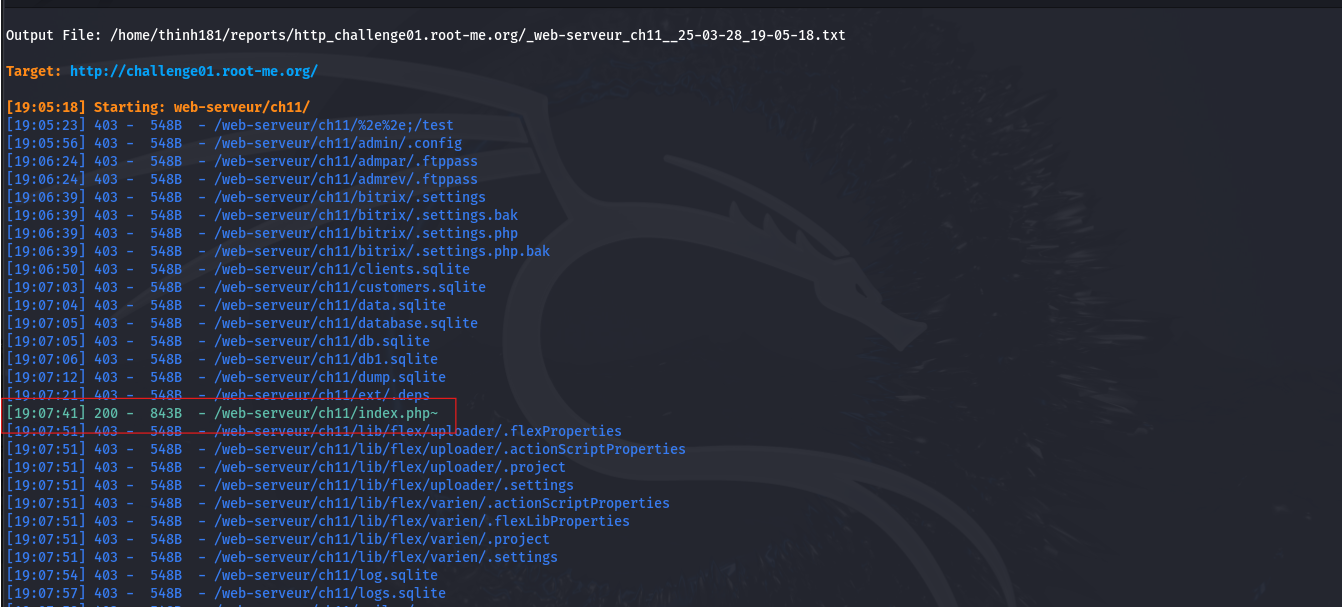 Output File: /home/thinh181/reports/http_challenge01.root-me.org/_web-serveur_ch11__25-03-28_19-05-18.txt
Target: http://challenge01.root-me.org/
[19:05:18] Starting: web-serveur/ch11/
[19:05:23] 403 -  548B  - /web-serveur/ch11/%2e%2e;/test
[19:05:56] 403 -  548B  - /web-serveur/ch11/admin/.config
[19:06:24] 403 -  548B  - /web-serveur/ch11/admpar/.ftppass
[19:06:24] 403 -  548B  - /web-serveur/ch11/admrev/.ftppass
[19:06:39] 403 -  548B  - /web-serveur/ch11/bitrix/.settings
[19:06:39] 403 -  548B  - /web-serveur/ch11/bitrix/.settings.bak
[19:06:39] 403 -  548B  - /web-serveur/ch11/bitrix/.settings.php
[19:06:39] 403 -  548B  - /web-serveur/ch11/bitrix/.settings.php.bak
[19:06:50] 403 -  548B  - /web-serveur/ch11/clients.sqlite
[19:07:03] 403 -  548B  - /web-serveur/ch11/customers.sqlite
[19:07:04] 403 -  548B  - /web-serveur/ch11/data.sqlite
[19:07:05] 403 -  548B  - /web-serveur/ch11/database.sqlite
[19:07:05] 403 -  548B  - /web-serveur/ch11/db.sqlite
[19:07:06] 403 -  548B  - /web-serveur/ch11/db1.sqlite
[19:07:12] 403 -  548B  - /web-serveur/ch11/dump.sqlite
[19:07:21] 403 -  548B  - /web-serveur/ch11/ext/.deps
[19:07:41] 200 -  843B  - /web-serveur/ch11/index.php~
[19:07:51] 403 -  548B  - /web-serveur/ch11/lib/flex/uploader/.flexProperties
[19:07:51] 403 -  548B  - /web-serveur/ch11/lib/flex/uploader/.actionScriptProperties
[19:07:51] 403 -  548B  - /web-serveur/ch11/lib/flex/uploader/.project
[19:07:51] 403 -  548B  - /web-serveur/ch11/lib/flex/uploader/.settings
[19:07:51] 403 -  548B  - /web-serveur/ch11/lib/flex/varien/.actionScriptProperties
[19:07:51] 403 -  548B  - /web-serveur/ch11/lib/flex/varien/.flexLibProperties
[19:07:51] 403 -  548B  - /web-serveur/ch11/lib/flex/varien/.project
[19:07:51] 403 -  548B  - /web-serveur/ch11/lib/flex/varien/.settings
[19:07:54] 403 -  548B  - /web-serveur/ch11/log.sqlite
[19:07:57] 403 -  548B  - /web-serveur/ch11/logs.sqlite